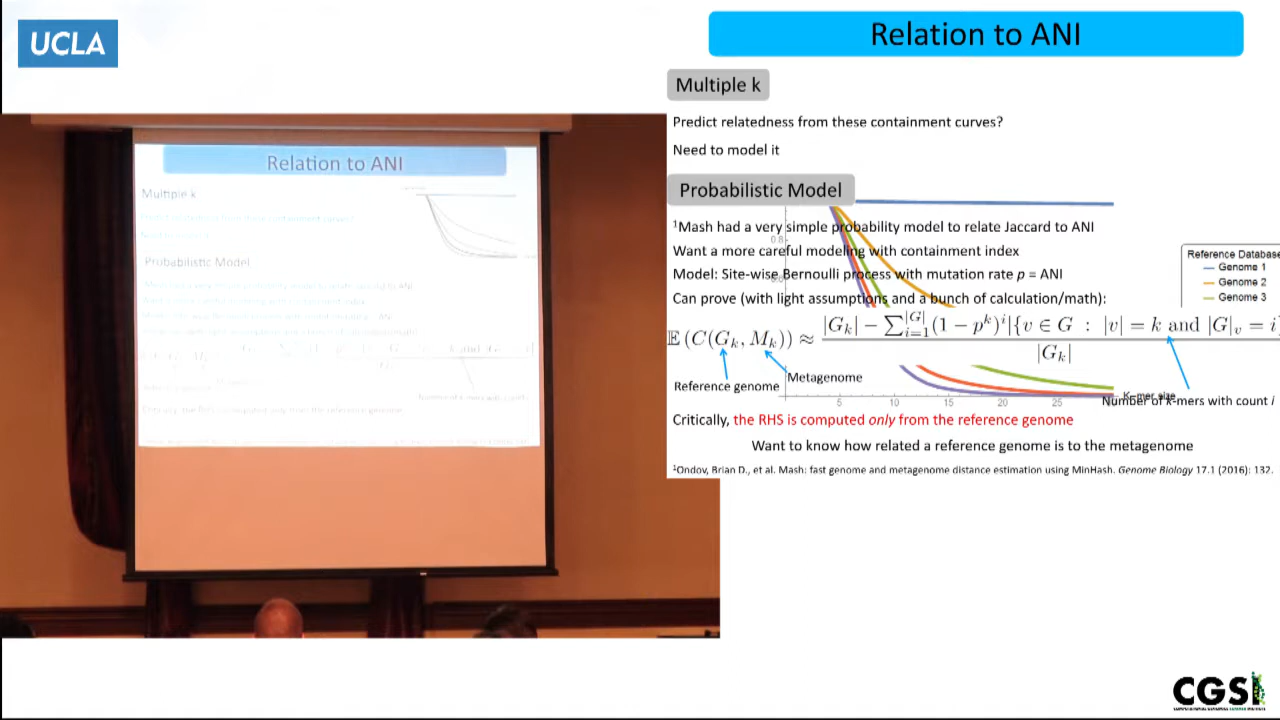 UCLA
Relation to ANI
Multiple k
Predict relatedness from these containment curves?
Need to model it
Probabilistic Model
¹Mash had a very simple probability model to relate Jaccard to ANI
Want a more careful modeling with containment index
Model: Site-wise Bernoulli process with mutation rate p = ANI
Can prove (with light assumptions and a bunch of calculation/math):
𝔼(C(G_k, M_k)) ≈ (|G_k| − ∑_{i=1}^{|G|} (1 − p^k)^i |{v ∈ G : |v| = k and |G|_v = i}) / |G_k|
Reference genome
Metagenome
Number of k-mers with count i
Critically, the RHS is computed only from the reference genome
Want to know how related a reference genome is to the metagenome
¹Ondov, Brian D., et al. Mash: fast genome and metagenome distance estimation using MinHash. Genome Biology 17.1 (2016): 132.
Reference Database
Genome 1
Genome 2
Genome 3
0.8
5 10 15 20 25
K-mer size
Relation to ANI
Multiple k
Probabilistic Model
CGSI